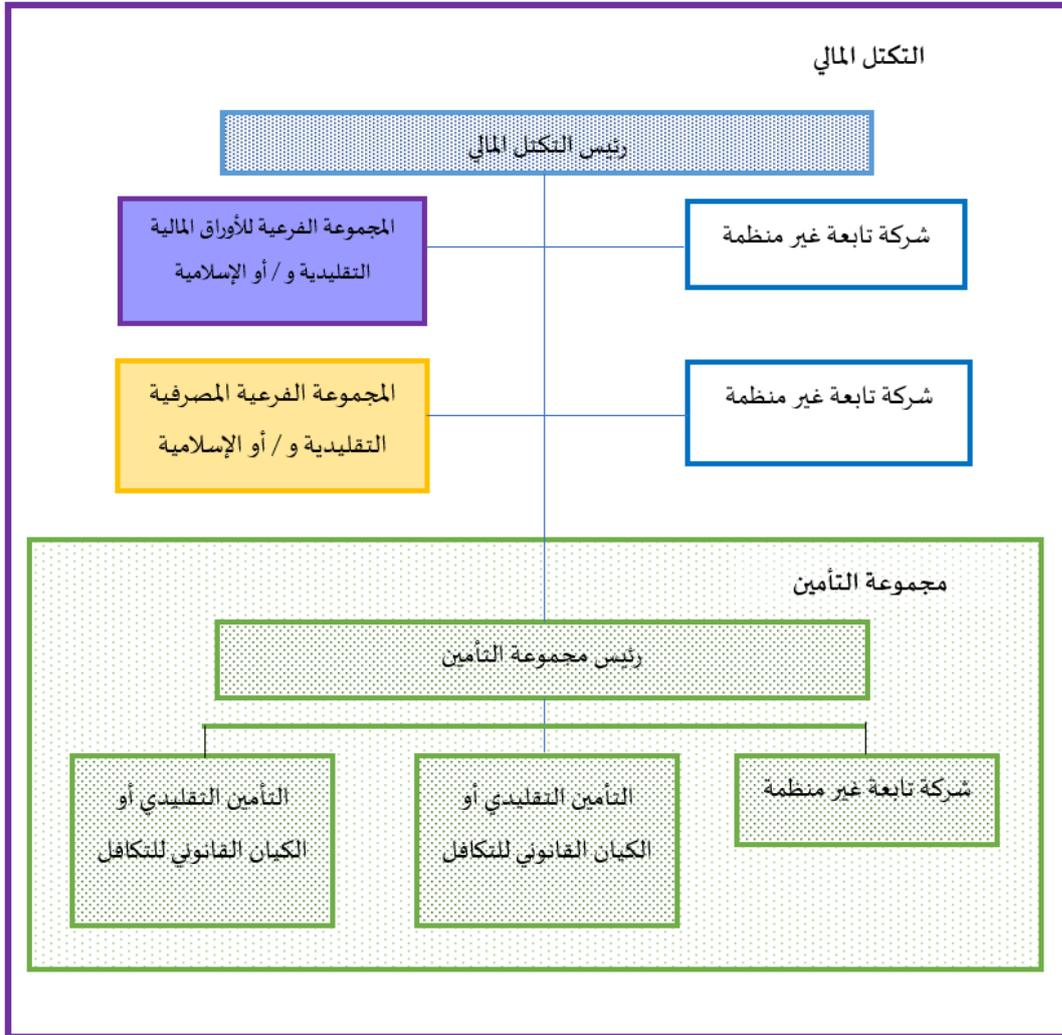 التكتل المالي
رئيس التكتل المالي
شركة تابعة غير منظمة
المجموعة الفرعية للأوراق المالية
التقليدية و / أو الإسلامية
شركة تابعة غير منظمة
المجموعة الفرعية المصرفية
التقليدية و / أو الإسلامية
مجموعة التأمين
رئيس مجموعة التأمين
شركة تابعة غير منظمة
التأمين التقليدي أو
الكيان القانوني للتكافل
التأمين التقليدي أو
الكيان القانوني للتكافل